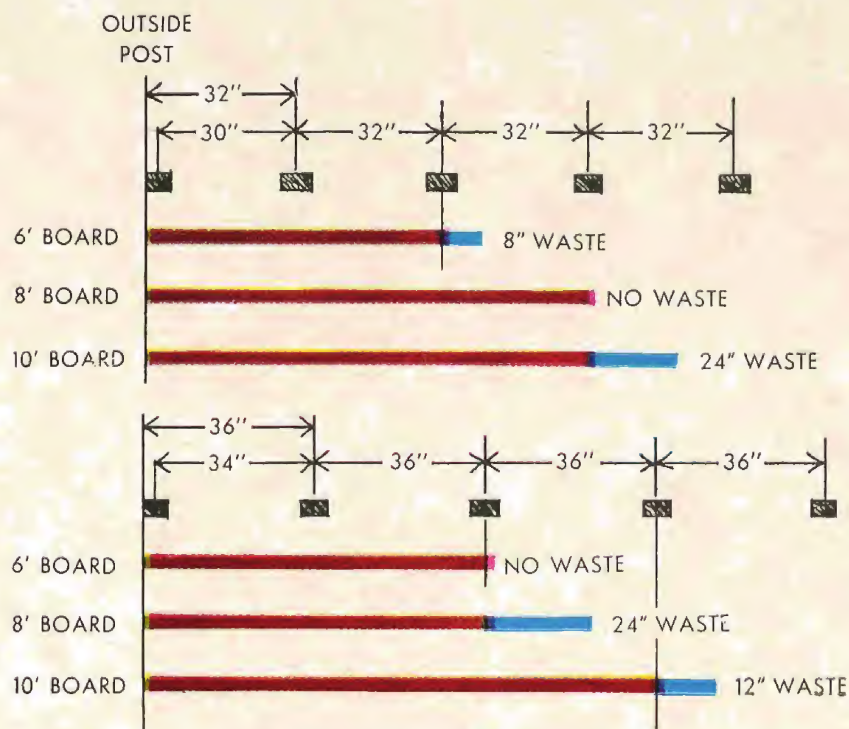 OUTSIDE
POST
32"
30" 32" 32" 32"
6' BOARD 8" WASTE
8' BOARD NO WASTE
10' BOARD 24" WASTE
36"
34" 36" 36" 36"
6' BOARD NO WASTE
8' BOARD 24" WASTE
10' BOARD 12" WASTE